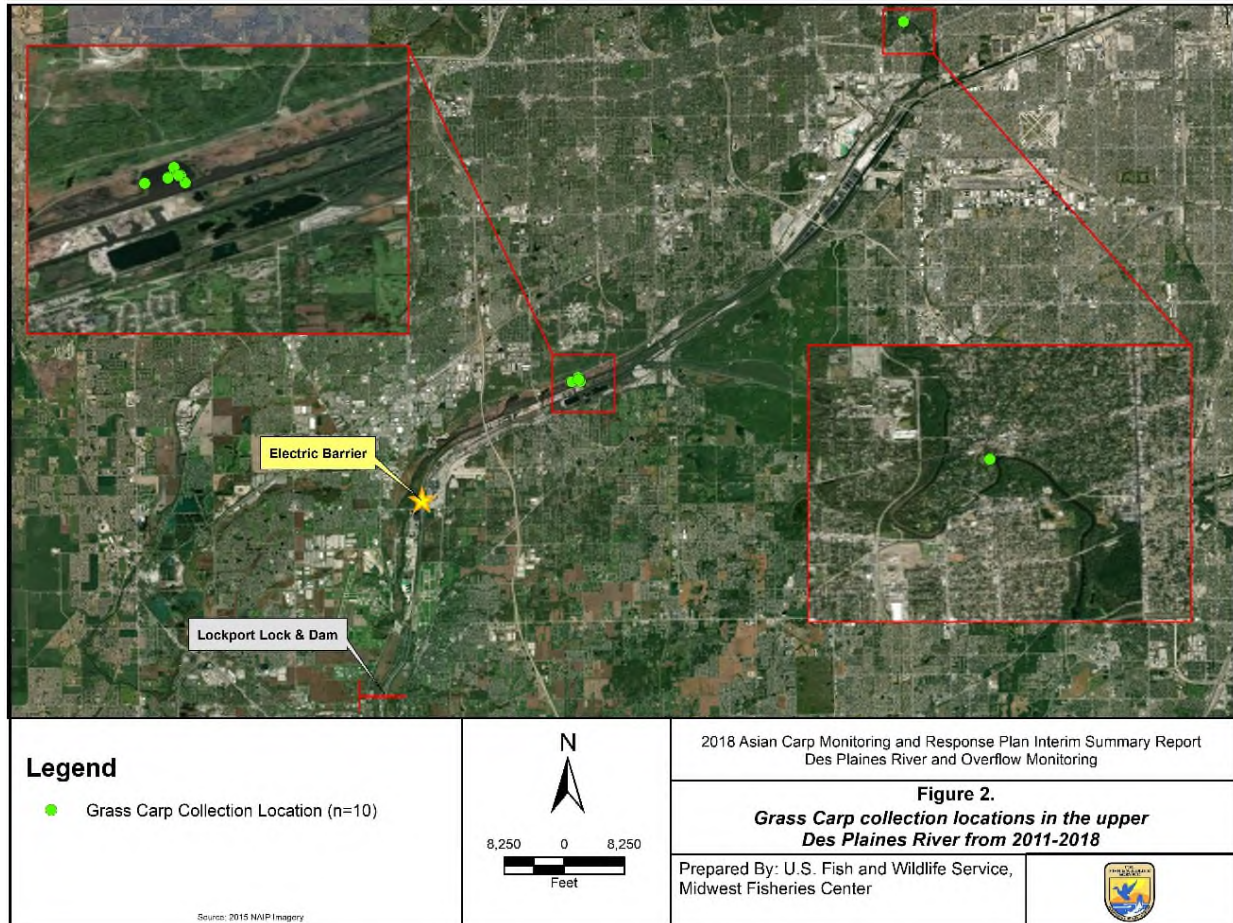 Electric Barrier
Lockport Lock & Dam
Legend
Grass Carp Collection Location (n=10)
Source: 2015 NAIP Imagery
N
8,250 0 8,250
Feet
2018 Asian Carp Monitoring and Response Plan Interim Summary Report
Des Plaines River and Overflow Monitoring
Figure 2.
Grass Carp collection locations in the upper
Des Plaines River from 2011-2018
Prepared By: U.S. Fish and Wildlife Service,
Midwest Fisheries Center